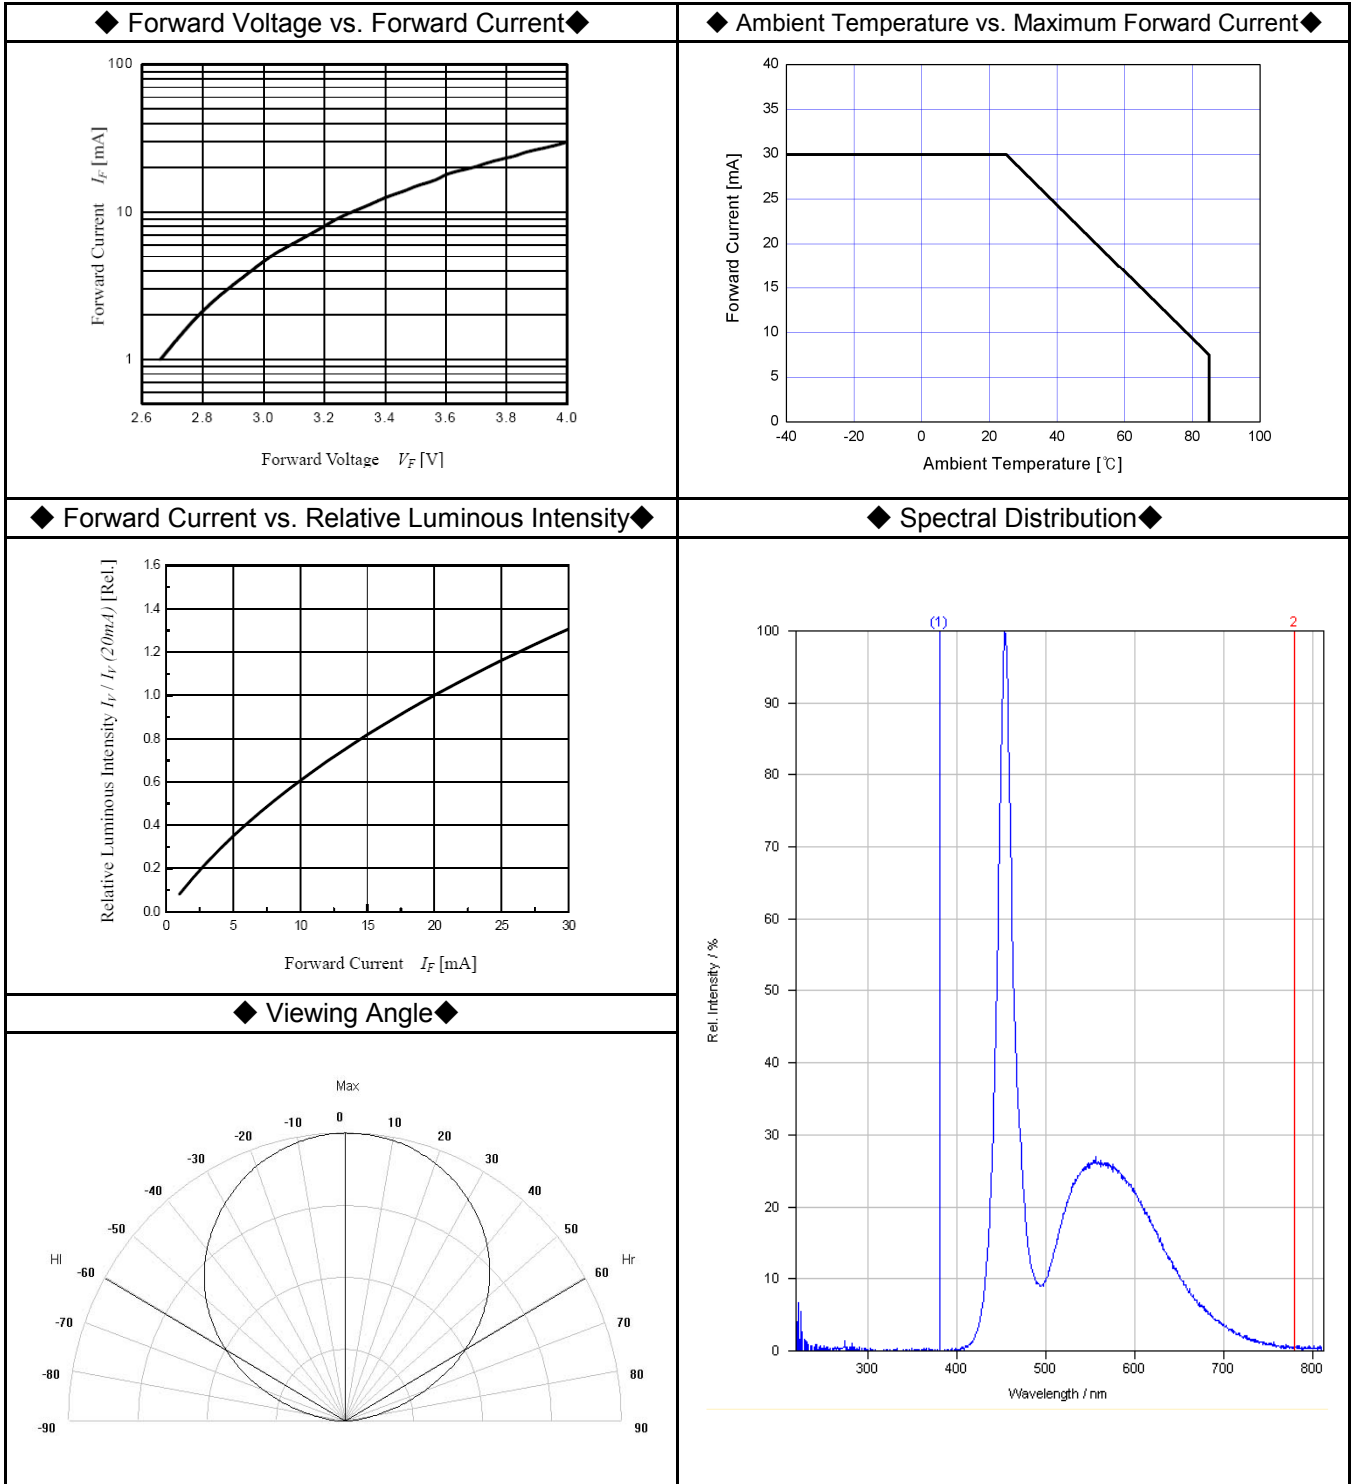 ◆ Forward Voltage vs. Forward Current◆
100
10
1
Forward Current IF [mA]
2.6 2.8 3.0 3.2 3.4 3.6 3.8 4.0
Forward Voltage VF [V]
◆ Ambient Temperature vs. Maximum Forward Current◆
40
35
30
25
20
15
10
5
0
Forward Current [mA]
-40 -20 0 20 40 60 80 100
Ambient Temperature [℃]
◆ Forward Current vs. Relative Luminous Intensity◆
1.6
1.4
1.2
1.0
0.8
0.6
0.4
0.2
0.0
Relative Luminous Intensity IV / IV (20mA) [Rel.]
0 5 10 15 20 25 30
Forward Current IF [mA]
◆ Spectral Distribution◆
(1) 2
100
90
80
70
60
50
40
30
20
10
0
Rel. Intensity / %
300 400 500 600 700 800
Wavelength / nm
◆ Viewing Angle◆
Max
-10 0 10
-20 20
-30 30
-40 40
-50 50
Hl Hr
-60 60
-70 70
-80 80
-90 90